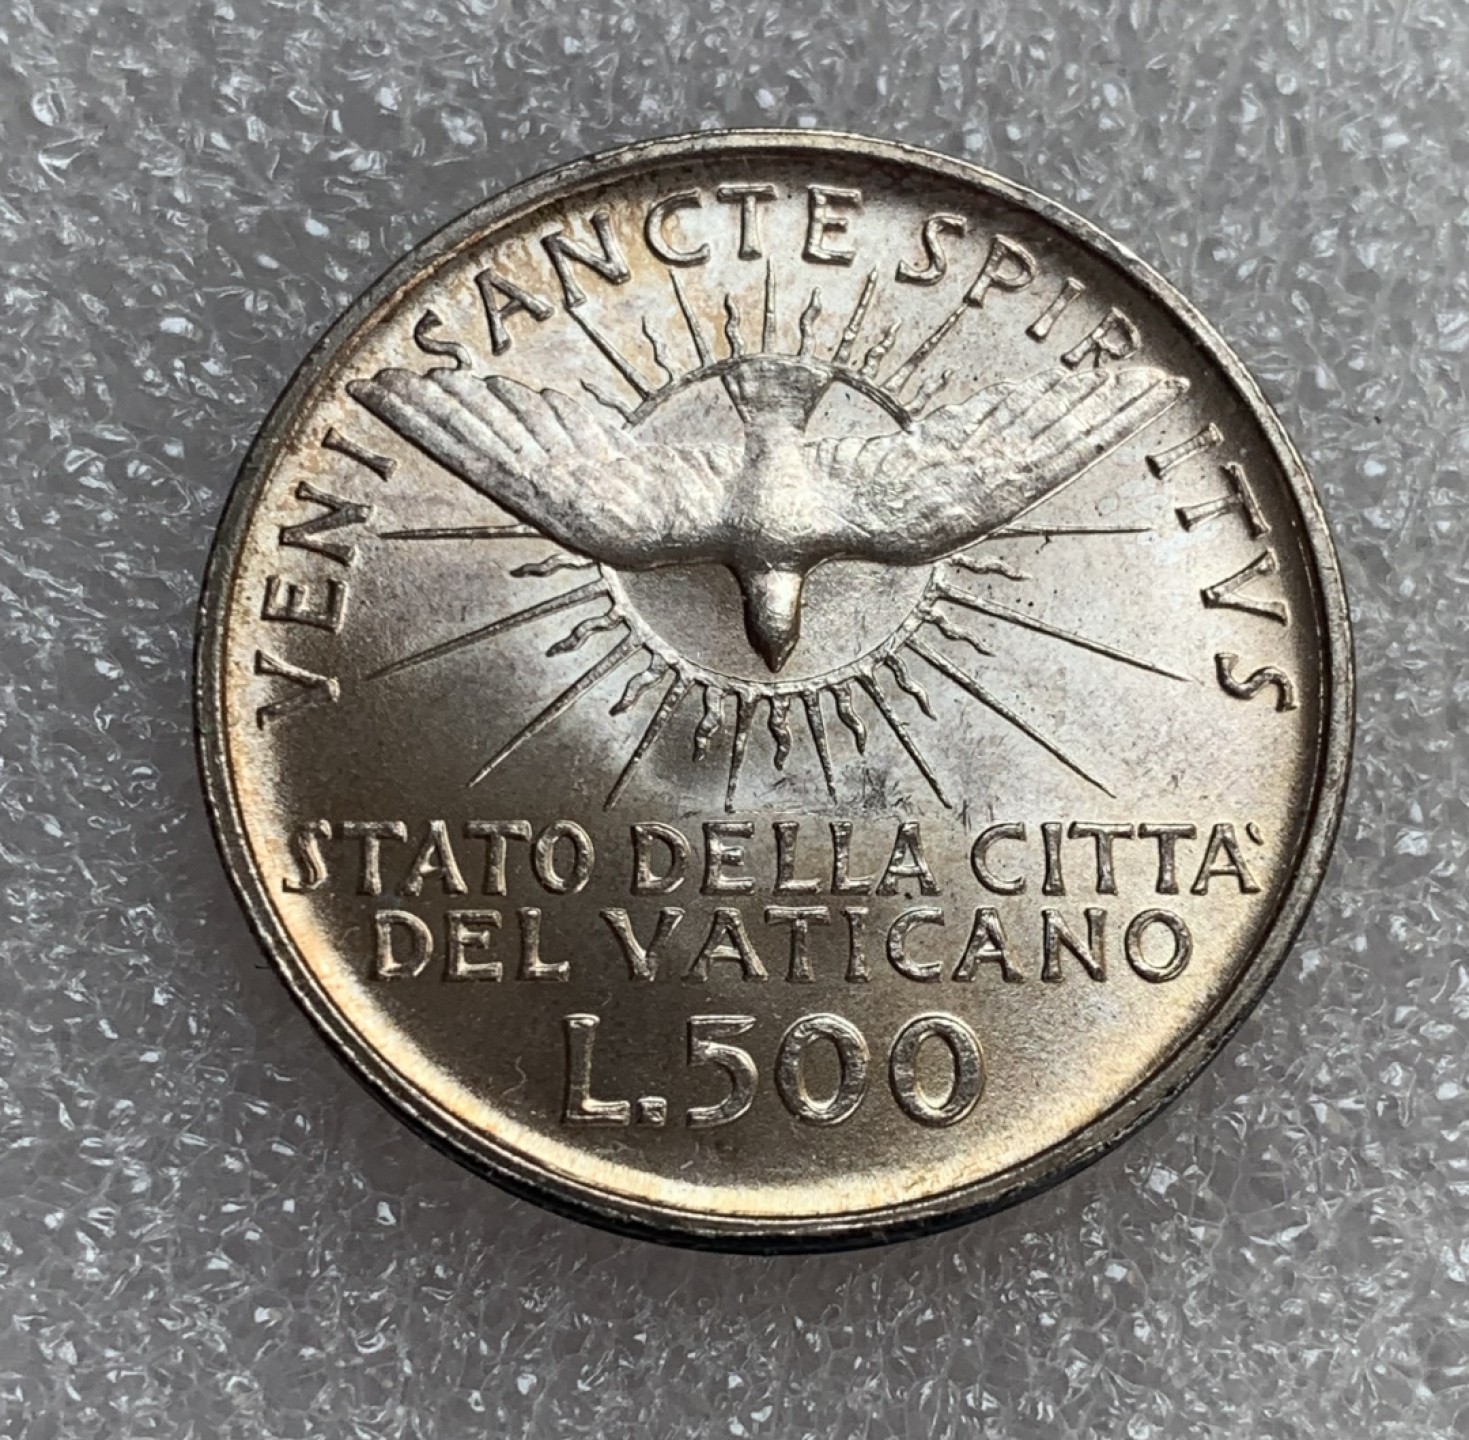 VENI SANCTE SPIRITVS
STATO DELLA CITTA'
DEL VATICANO
L.500